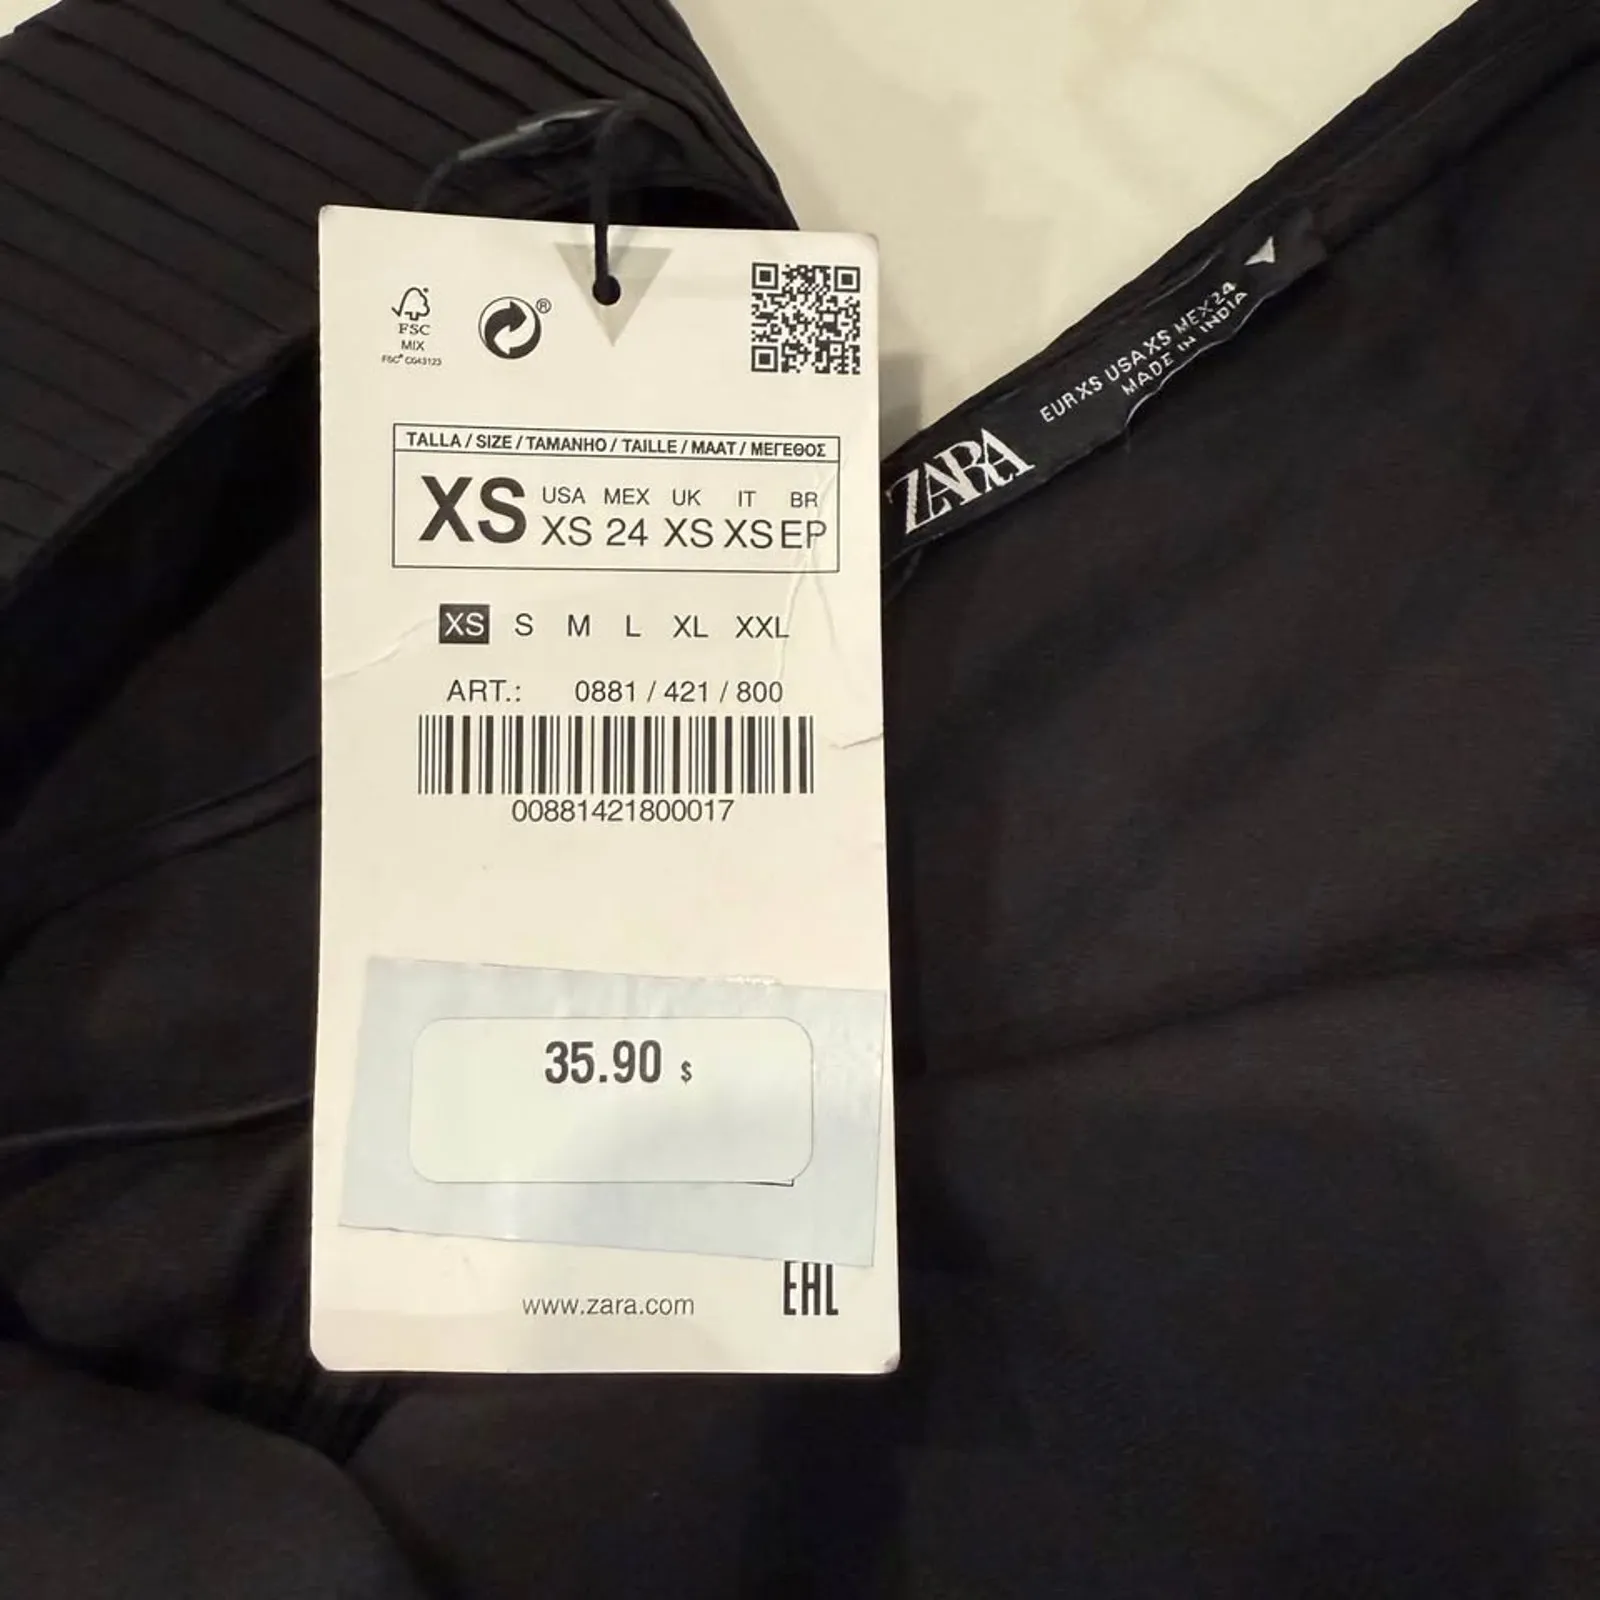 FSC
MIX
FSC® C043123
®
TALLA / SIZE / TAMANHO / TAILLE / MAAT / ΜΕΓΕΘΟΣ
XS
USA MEX UK IT BR
XS 24 XS XS EP
XS S M L XL XXL
ART.: 0881 / 421 / 800
00881421800017
35.90 $
www.zara.com
EAC
ZARA
EUR XS USA XS MEX 24
MADE IN INDIA